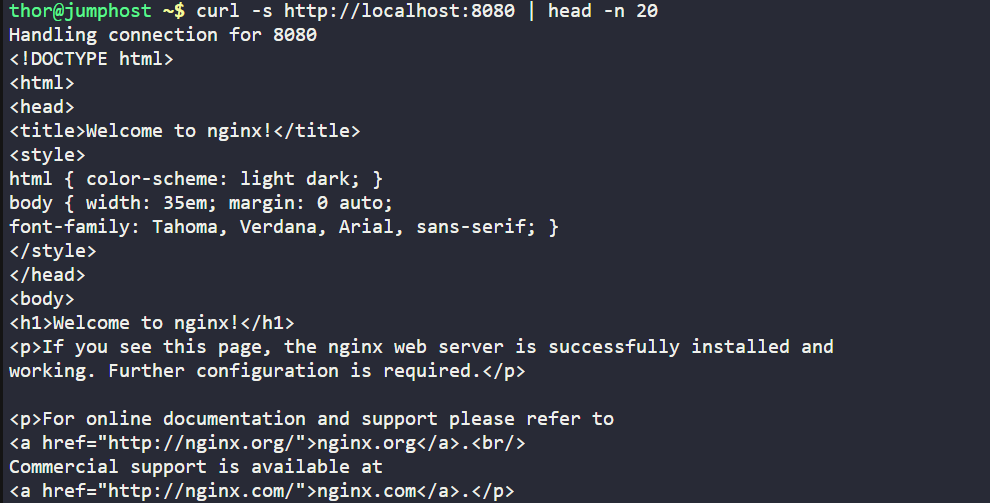 thor@jumphost ~$ curl -s http://localhost:8080 | head -n 20
Handling connection for 8080
<!DOCTYPE html>
<html>
<head>
<title>Welcome to nginx!</title>
<style>
html { color-scheme: light dark; }
body { width: 35em; margin: 0 auto;
font-family: Tahoma, Verdana, Arial, sans-serif; }
</style>
</head>
<body>
<h1>Welcome to nginx!</h1>
<p>If you see this page, the nginx web server is successfully installed and
working. Further configuration is required.</p>

<p>For online documentation and support please refer to
<a href="http://nginx.org/">nginx.org</a>.<br/>
Commercial support is available at
<a href="http://nginx.com/">nginx.com</a>.</p>